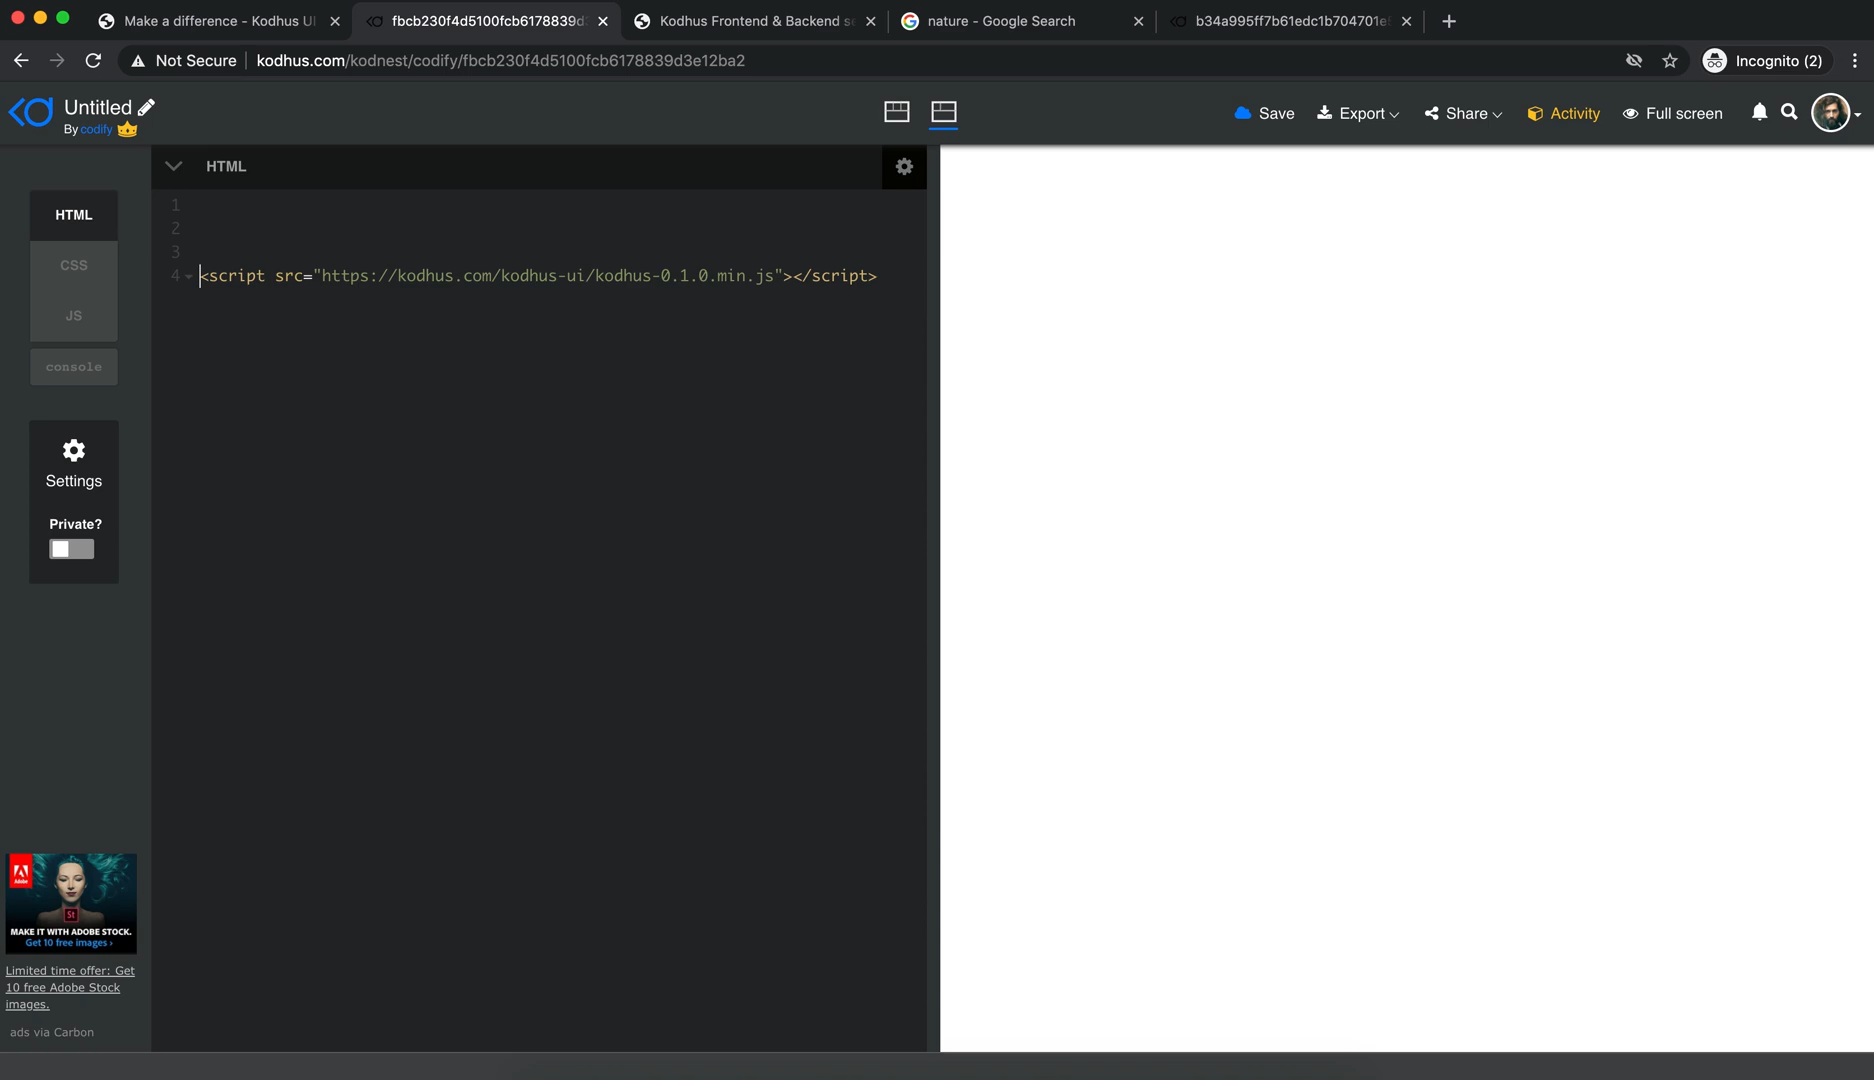 Make a difference - Kodhus UI
fbcb230f4d5100fcb6178839d
Kodhus Frontend & Backend se
nature - Google Search
b34a995ff7b61edc1b704701e
Not Secure
kodhus.com/kodnest/codify/fbcb230f4d5100fcb6178839d3e12ba2
Incognito (2)
Untitled
By codify
Save
Export
Share
Activity
Full screen
HTML
CSS
JS
console
Settings
Private?
HTML
1
2
3
4 <script src="https://kodhus.com/kodhus-ui/kodhus-0.1.0.min.js"></script>
Adobe
St
MAKE IT WITH ADOBE STOCK.
Get 10 free images ›
Limited time offer: Get
10 free Adobe Stock
images.
ads via Carbon